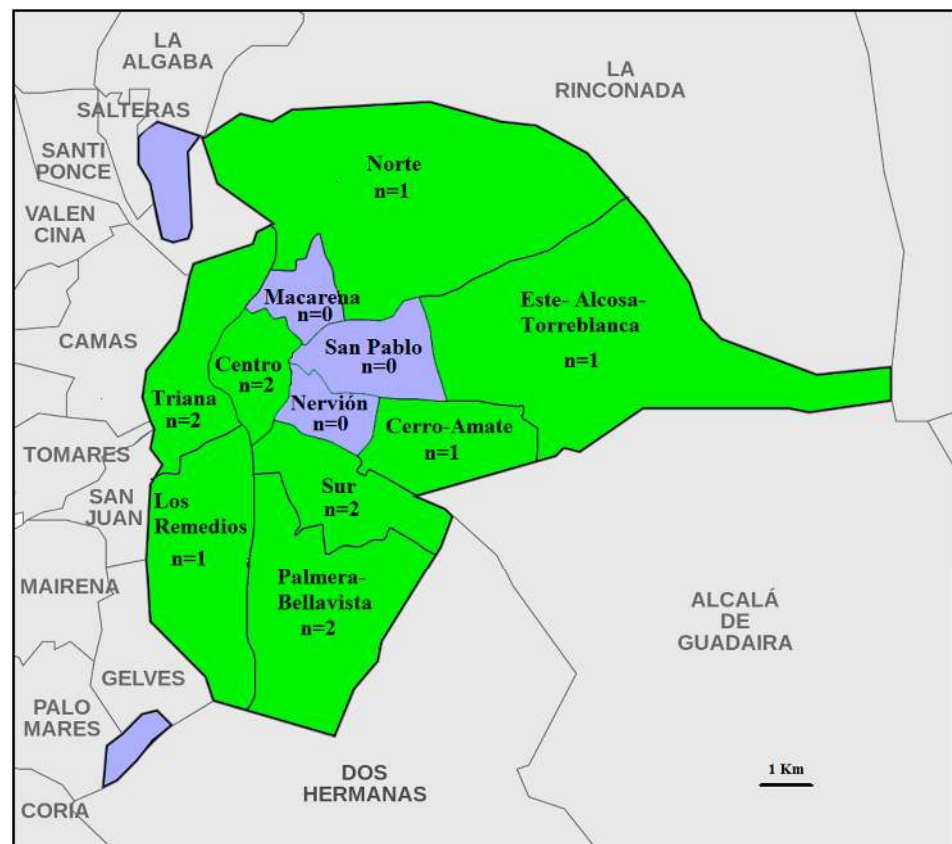 LA
ALGABA
LA
RINCONADA
SALTERAS
SANTI
PONCE
Norte
n=1
VALEN
CINA
Macarena
n=0
Este- Alcosa-
Torreblanca
n=1
CAMAS
San Pablo
n=0
Centro
n=2
Triana
n=2
Nervión
n=0
Cerro-Amate
n=1
TOMARES
SAN
JUAN
Los
Remedios
n=1
Sur
n=2
MAIRENA
Palmera-
Bellavista
n=2
ALCALÁ
DE
GUADAIRA
GELVES
PALO
MARES
DOS
HERMANAS
1 Km
CORIA